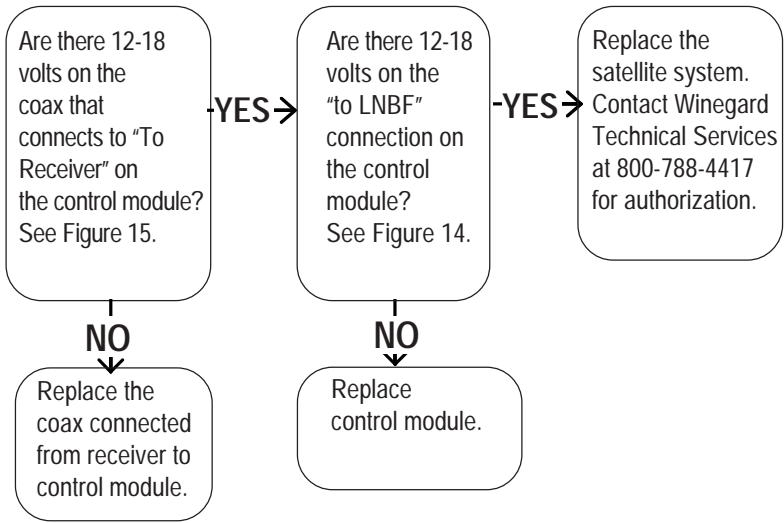 Are there 12-18
volts on the
coax that
connects to “To
Receiver” on
the control module?
See Figure 15.
YES
Are there 12-18
volts on the
“to LNBF”
connection on
the control
module?
See Figure 14.
YES
Replace the
satellite system.
Contact Winegard
Technical Services
at 800-788-4417
for authorization.
NO
Replace the
coax connected
from receiver to
control module.
NO
Replace
control module.